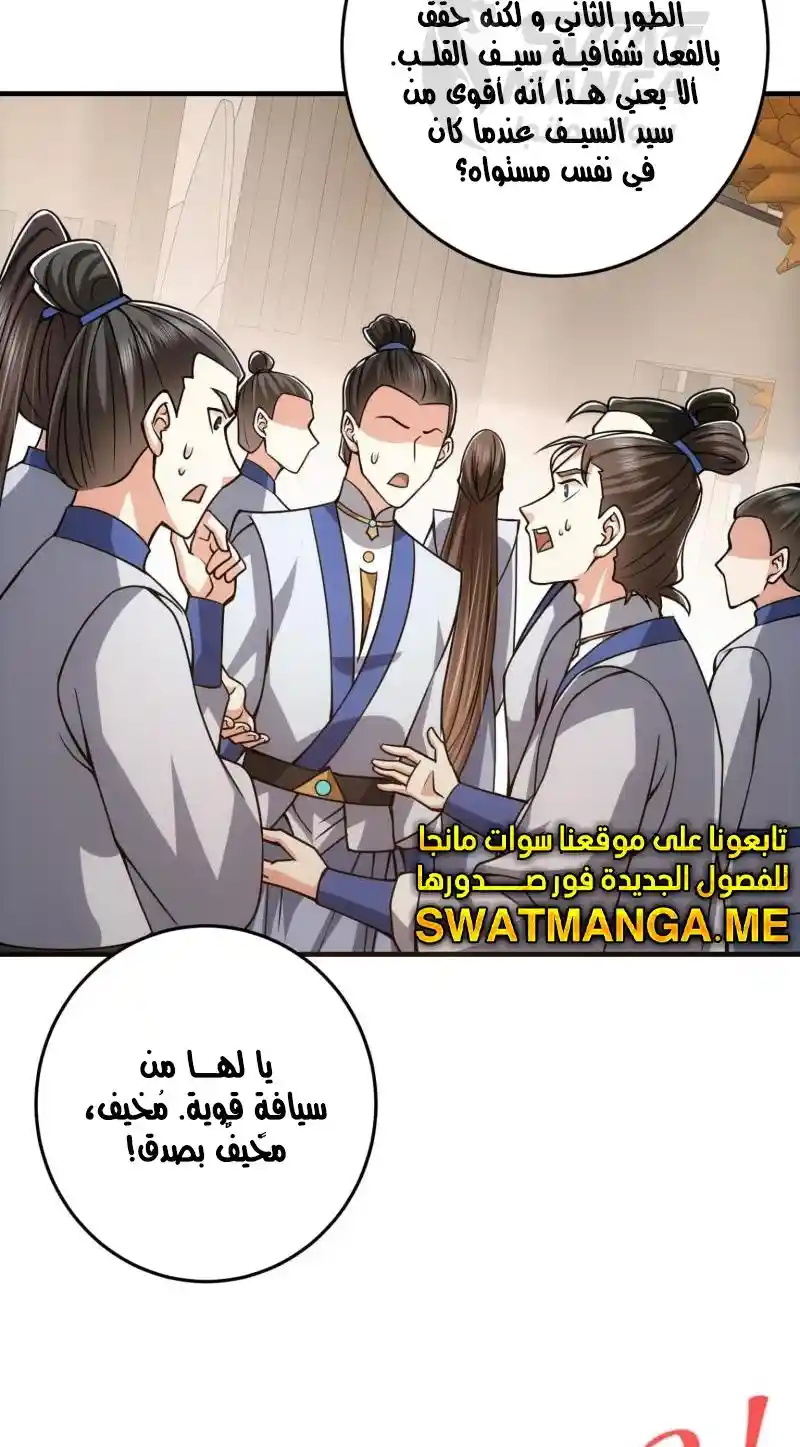 الطور الثاني و لكنه حقق
بالفعل شفافية سيف القلب.
ألا يعني هذا أنه أقوى من
سيد السيف عندما كان
في نفس مستواه؟
تابعونا على موقعنا سوات مانجا
للفصول الجديدة فور صدورها
SWATMANGA.ME
يا لها من
سيافة قوية. مُخيف،
مخيفٌ بصدق!